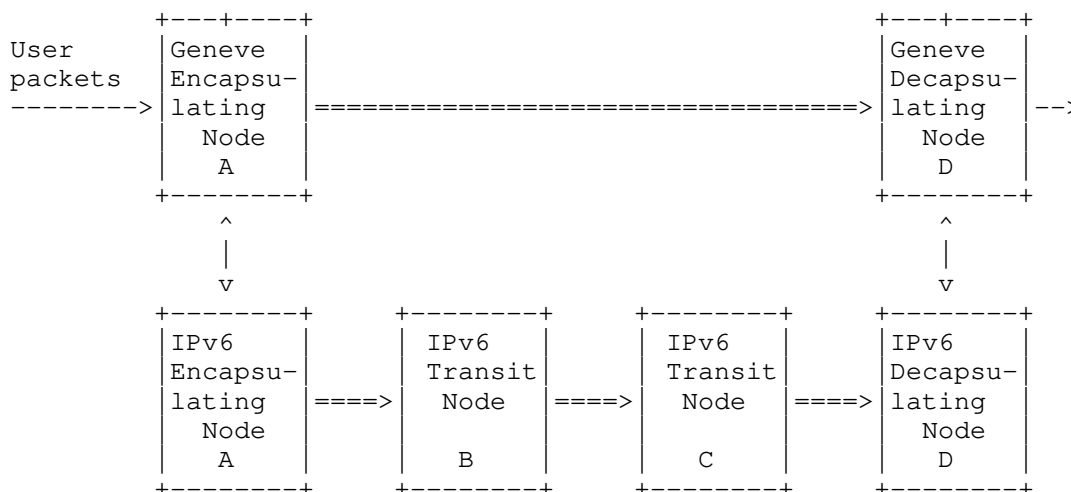 +---+----+                                   +---+----+
User     |Geneve  |                                   |Geneve  |
packets  |Encapsu-|                                   |Decapsu-|
-------->|lating  |==================================>|lating  |-->
         |  Node  |                                   |  Node  |
         |   A    |                                   |   D    |
         +--------+                                   +--------+
             ^                                            ^
             |                                            |
             v                                            v
         +--------+      +--------+      +--------+      +--------+
         |IPv6    |      | IPv6   |      | IPv6   |      |IPv6    |
         |Encapsu-|      | Transit|      | Transit|      |Decapsu-|
         |lating  |====>|  Node  |====>|  Node  |====>|lating  |
         |  Node  |      |        |      |        |      |  Node  |
         |   A    |      |   B    |      |   C    |      |   D    |
         +--------+      +--------+      +--------+      +--------+